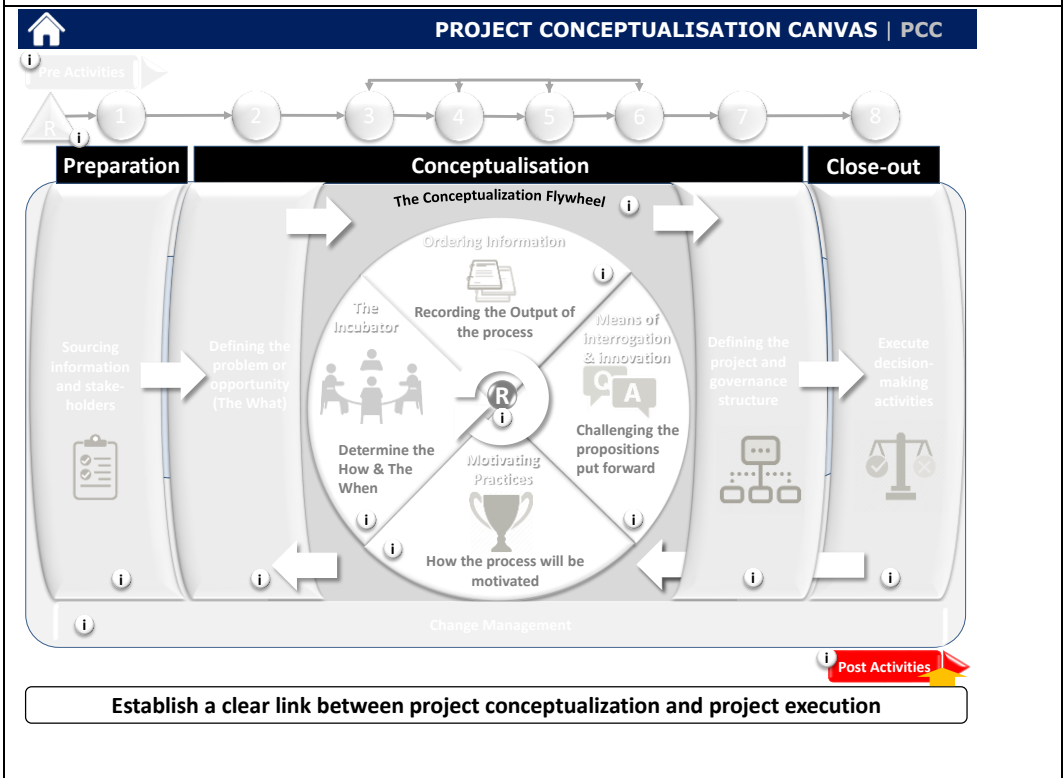 PROJECT CONCEPTUALISATION CANVAS | PCC
i
Pre Activities
R
i
1
2
3
4
5
6
7
8
Preparation
Conceptualisation
Close-out
The Conceptualization Flywheel
i
Ordering Information
i
Recording the Output of
the process
The
Incubator
Means of
interrogation
& innovation
Q
A
Sourcing
information
and stake-
holders
Defining the
problem or
opportunity
(The What)
Defining the
project and
governance
structure
Execute
decision-
making
activities
R
i
Determine the
How & The
When
Challenging the
propositions
put forward
Motivating
Practices
i
i
i
How the process will be
motivated
i
i
i
i
i
Change Management
i
Post Activities
Establish a clear link between project conceptualization and project execution